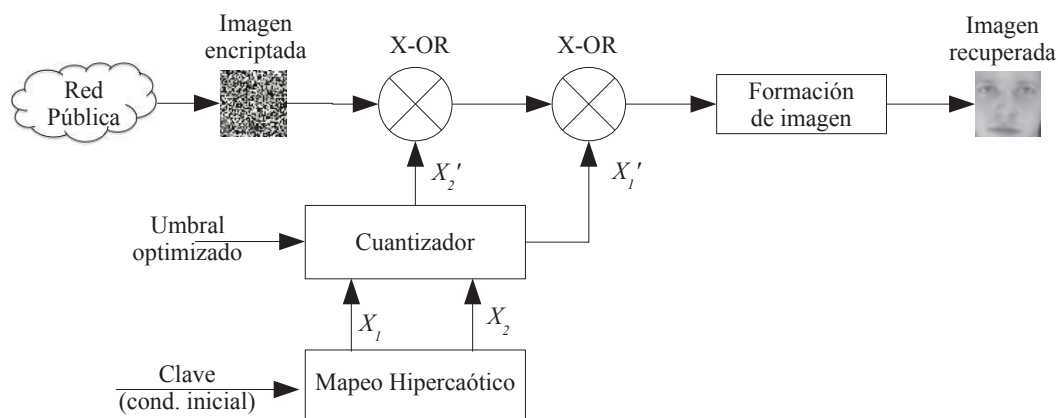 Imagen
encriptada
X-OR
X-OR
Imagen
recuperada
Red
Pública
Formación
de imagen
X₂'
X₁'
Umbral
optimizado
Cuantizador
X₁
X₂
Clave
(cond. inicial)
Mapeo Hipercaótico